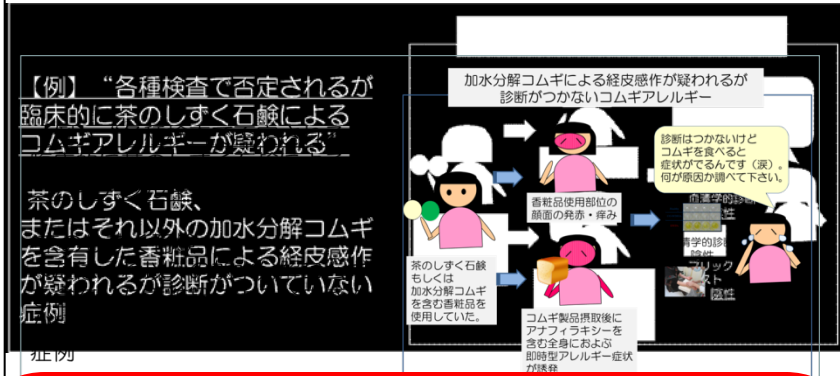 【例】 “各種検査で否定されるが
臨床的に茶のしずく石鹸による
コムギアレルギーが疑われる”
茶のしずく石鹸、
またはそれ以外の加水分解コムギ
を含有した香粧品による経皮感作
が疑われるが診断がついていない
症例
症例
加水分解コムギによる経皮感作が疑われるが
診断がつかないコムギアレルギー
診断はつかないけど
コムギを食べると
症状がでるんです（涙）。
何が原因か調べて下さい。
香粧品使用部位の
顔面の発赤・痒み
茶のしずく石鹸
もしくは
加水分解コムギ
を含む香粧品を
使用していた。
コムギ製品摂取後に
アナフィラキシーを
含む全身におよぶ
即時型アレルギー症状
が誘発
血清学的診
性
清学的診
陰性
プリック
スト
陰性